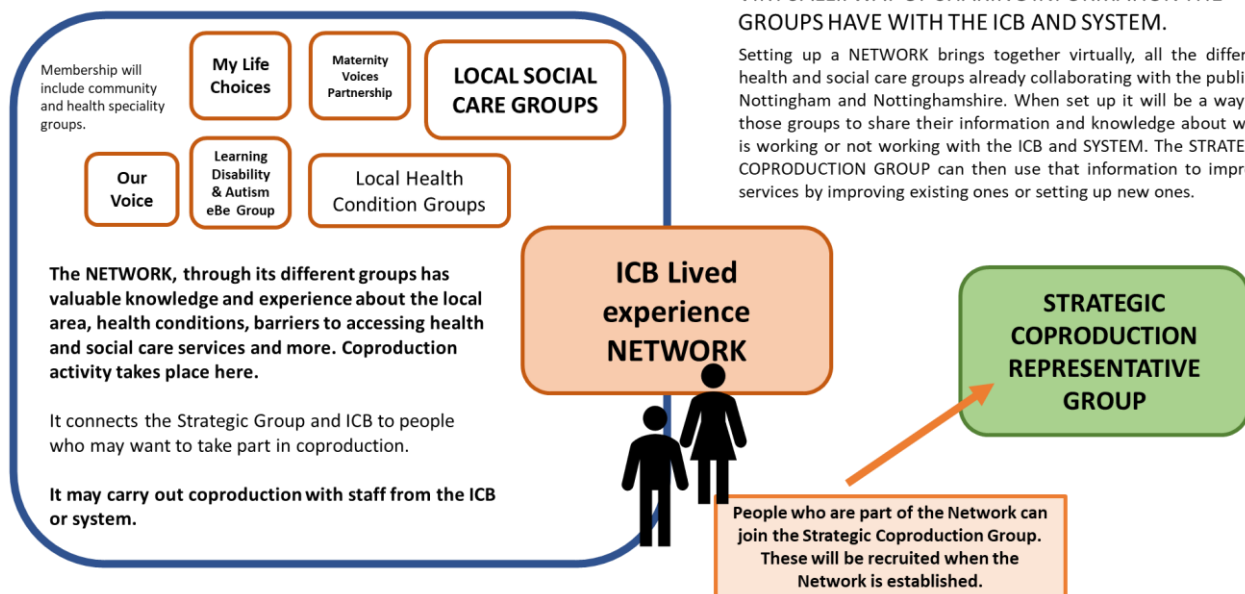 GROUPS HAVE WITH THE ICB AND SYSTEM.
Setting up a NETWORK brings together virtually, all the differ
health and social care groups already collaborating with the public
Nottingham and Nottinghamshire. When set up it will be a way
those groups to share their information and knowledge about w
is working or not working with the ICB and SYSTEM. The STRATE
COPRODUCTION GROUP can then use that information to impr
services by improving existing ones or setting up new ones.
Membership will
include community
and health speciality
groups.
My Life
Choices
Maternity
Voices
Partnership
LOCAL SOCIAL
CARE GROUPS
Our
Voice
Learning
Disability
& Autism
eBe Group
Local Health
Condition Groups
The NETWORK, through its different groups has
valuable knowledge and experience about the local
area, health conditions, barriers to accessing health
and social care services and more. Coproduction
activity takes place here.
It connects the Strategic Group and ICB to people
who may want to take part in coproduction.
It may carry out coproduction with staff from the ICB
or system.
ICB Lived
experience
NETWORK
STRATEGIC
COPRODUCTION
REPRESENTATIVE
GROUP
People who are part of the Network can
join the Strategic Coproduction Group.
These will be recruited when the
Network is established.